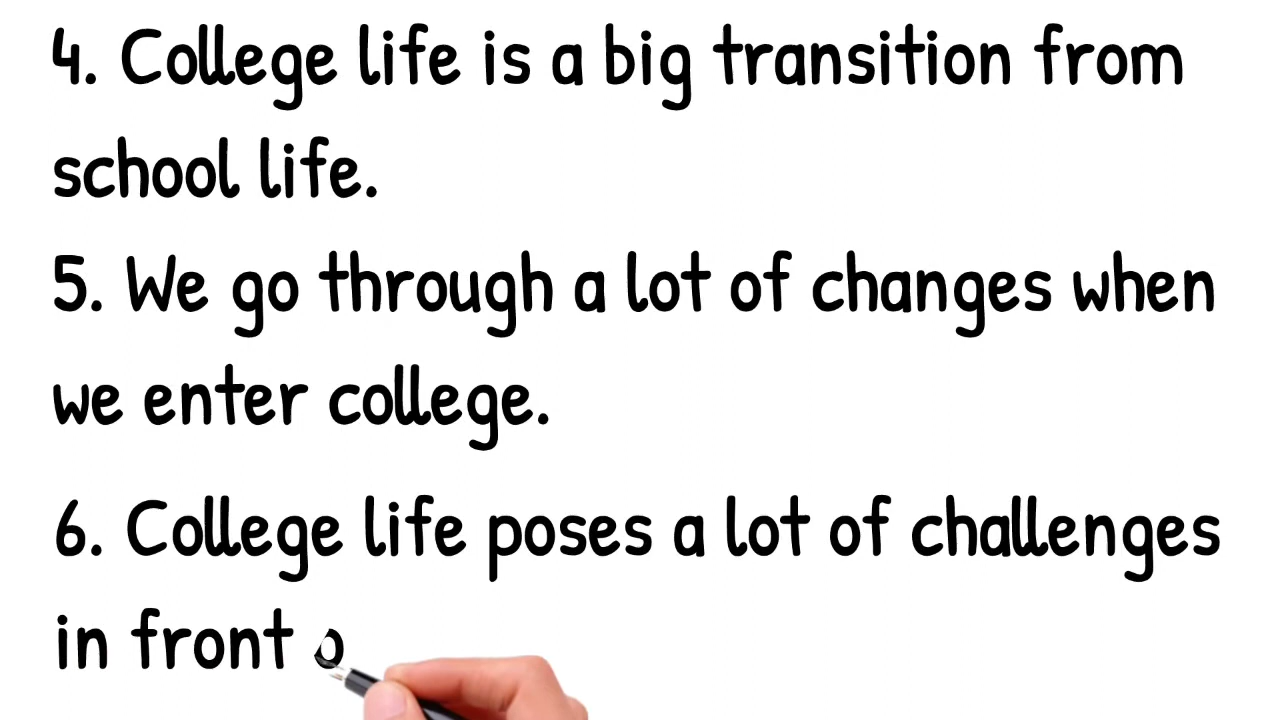 4. College life is a big transition from
school life.
5. We go through a lot of changes when
we enter college.
6. College life poses a lot of challenges
in front o